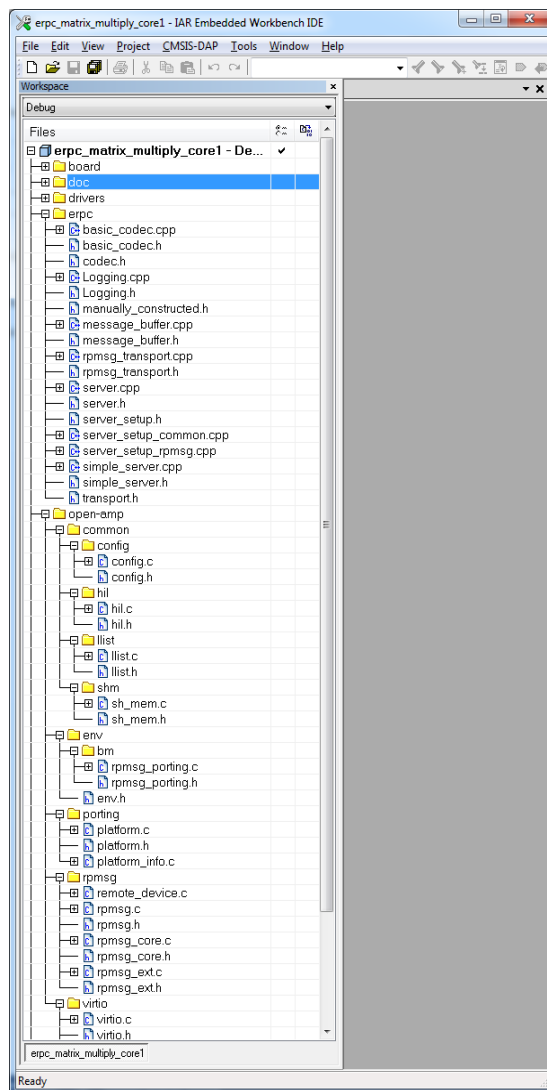 erpc_matrix_multiply_core1 - IAR Embedded Workbench IDE
File Edit View Project CMSIS-DAP Tools Window Help
Workspace
Debug
Files
erpc_matrix_multiply_core1 - De...
board
doc
drivers
erpc
basic_codec.cpp
basic_codec.h
codec.h
Logging.cpp
Logging.h
manually_constructed.h
message_buffer.cpp
message_buffer.h
rpmsg_transport.cpp
rpmsg_transport.h
server.cpp
server.h
server_setup.h
server_setup_common.cpp
server_setup_rpmsg.cpp
simple_server.cpp
simple_server.h
transport.h
open-amp
common
config
config.c
config.h
hil
hil.c
hil.h
llist
llist.c
llist.h
shm
sh_mem.c
sh_mem.h
env
bm
rpmsg_porting.c
rpmsg_porting.h
env.h
porting
platform.c
platform.h
platform_info.c
rpmsg
remote_device.c
rpmsg.c
rpmsg.h
rpmsg_core.c
rpmsg_core.h
rpmsg_ext.c
rpmsg_ext.h
virtio
virtio.c
virtio.h
erpc_matrix_multiply_core1
Ready